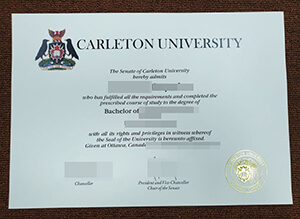 CARLETON UNIVERSITY
The Senate of Carleton University
hereby admits
who has fulfilled all the requirements and completed the
prescribed course of study to the degree of
Bachelor of
with all its rights and privileges in witness whereof
the Seal of the University is hereunto affixed.
Given at Ottawa, Canada
Chancellor
President and Vice-Chancellor
Chair of the Senate